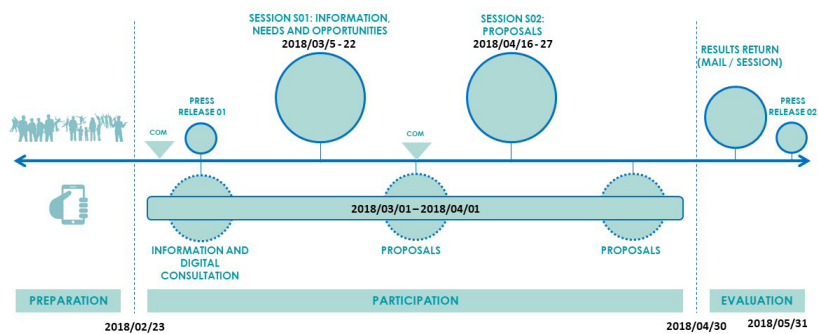 SESSION S01: INFORMATION,
NEEDS AND OPPORTUNITIES
2018/03/5 - 22
SESSION S02:
PROPOSALS
2018/04/16 - 27
RESULTS RETURN
(MAIL / SESSION)
PRESS
RELEASE 01
PRESS
RELEASE 02
COM
COM
2018/03/01 – 2018/04/01
INFORMATION AND
DIGITAL
CONSULTATION
PROPOSALS
PROPOSALS
PREPARATION
PARTICIPATION
EVALUATION
2018/02/23
2018/04/30
2018/05/31